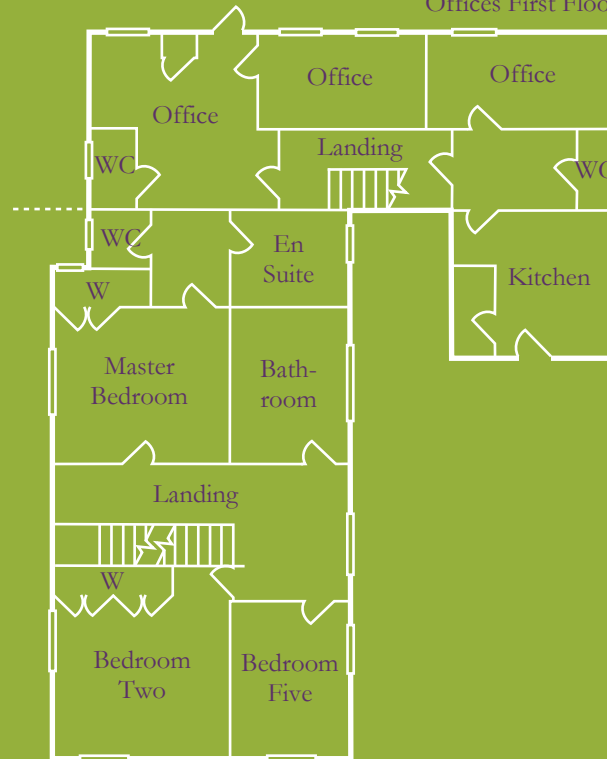 Offices First Floo
Office
Office
Office
Landing
WC
WC
WC
En
Suite
W
Kitchen
Master
Bedroom
Bath-
room
Landing
W
Bedroom
Two
Bedroom
Five